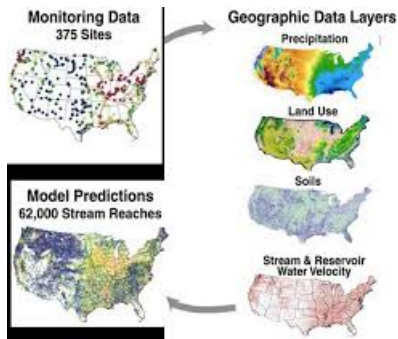 Monitoring Data
375 Sites
Geographic Data Layers
Precipitation
Land Use
Soils
Stream & Reservoir
Water Velocity
Model Predictions
62,000 Stream Reaches